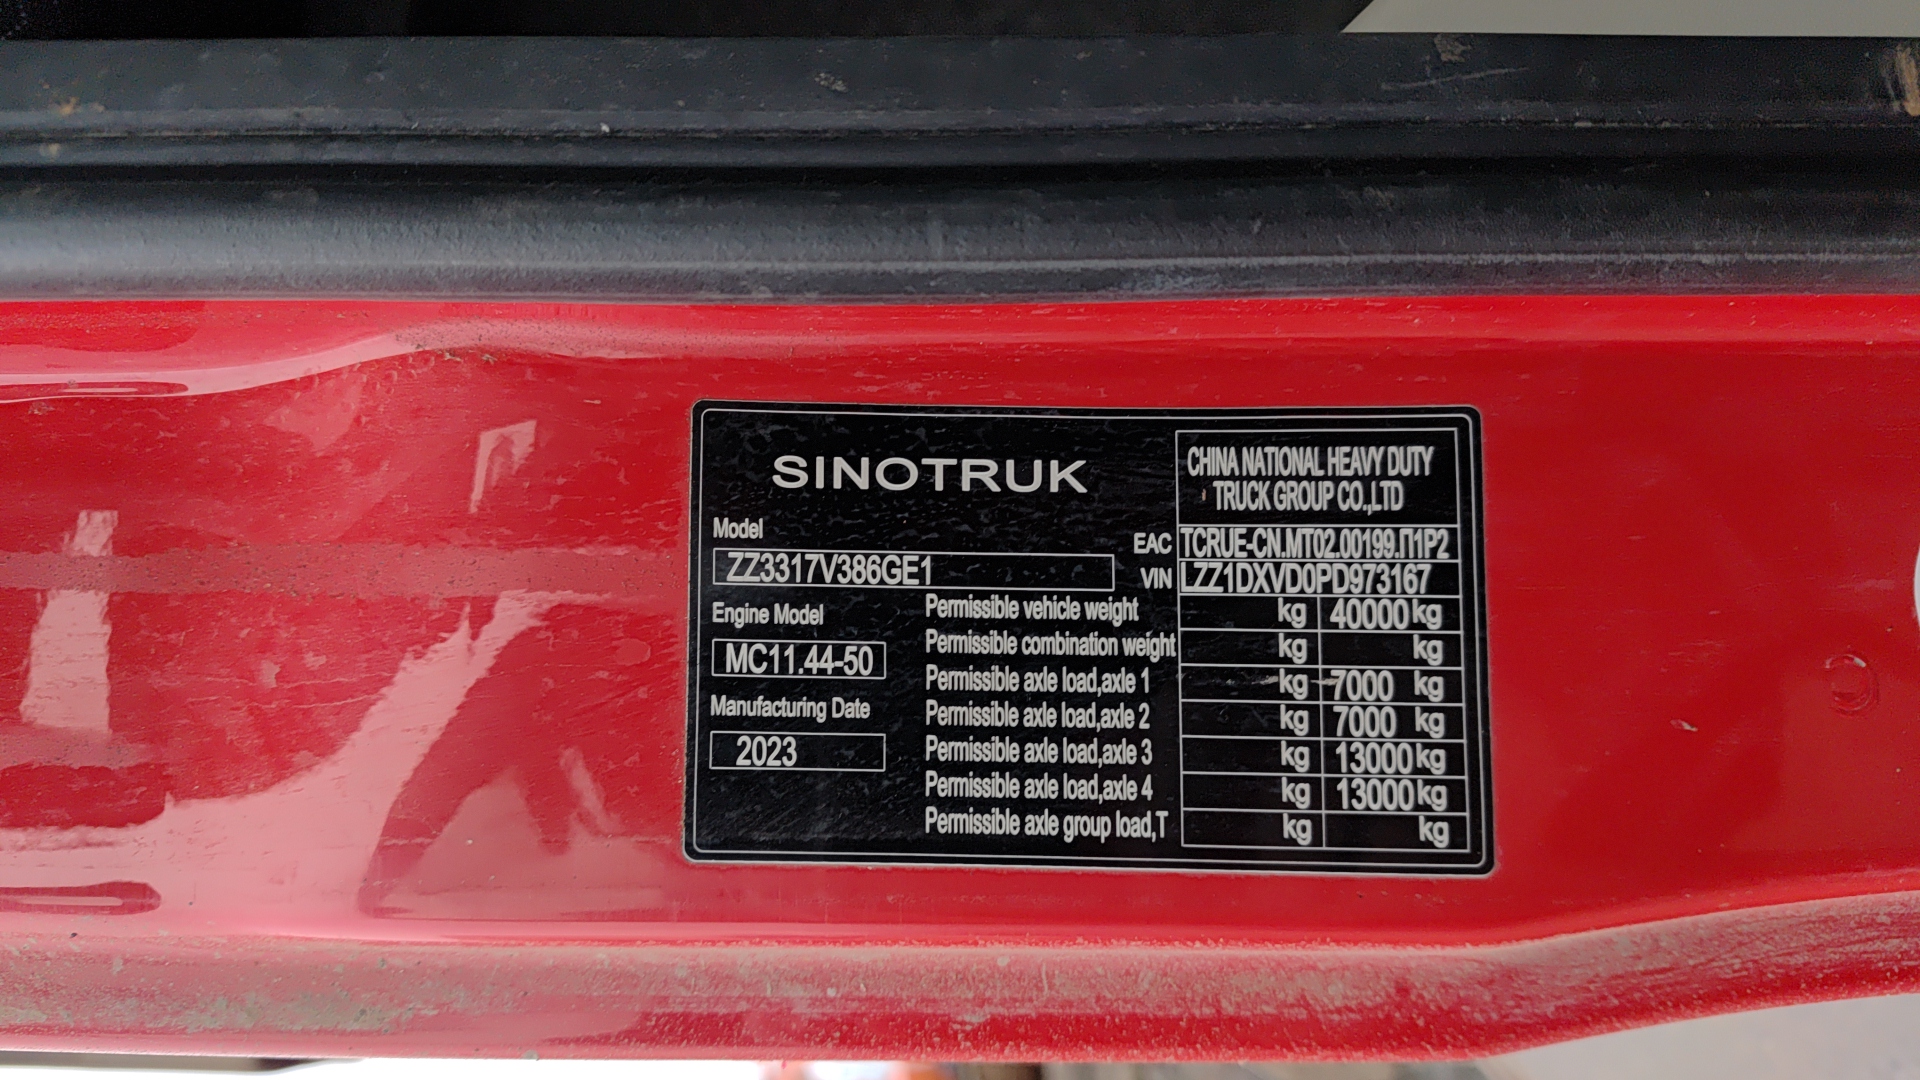 SINOTRUK
CHINA NATIONAL HEAVY DUTY
TRUCK GROUP CO.,LTD
Model
ZZ3317V386GE1
EAC TCRUE-CN.MT02.00199.П1P2
VIN LZZ1DXVD0PD973167
Engine Model
MC11.44-50
Manufacturing Date
2023
Permissible vehicle weight kg 40000 kg
Permissible combination weight kg kg
Permissible axle load,axle 1 kg 7000 kg
Permissible axle load,axle 2 kg 7000 kg
Permissible axle load,axle 3 kg 13000 kg
Permissible axle load,axle 4 kg 13000 kg
Permissible axle group load,T kg kg